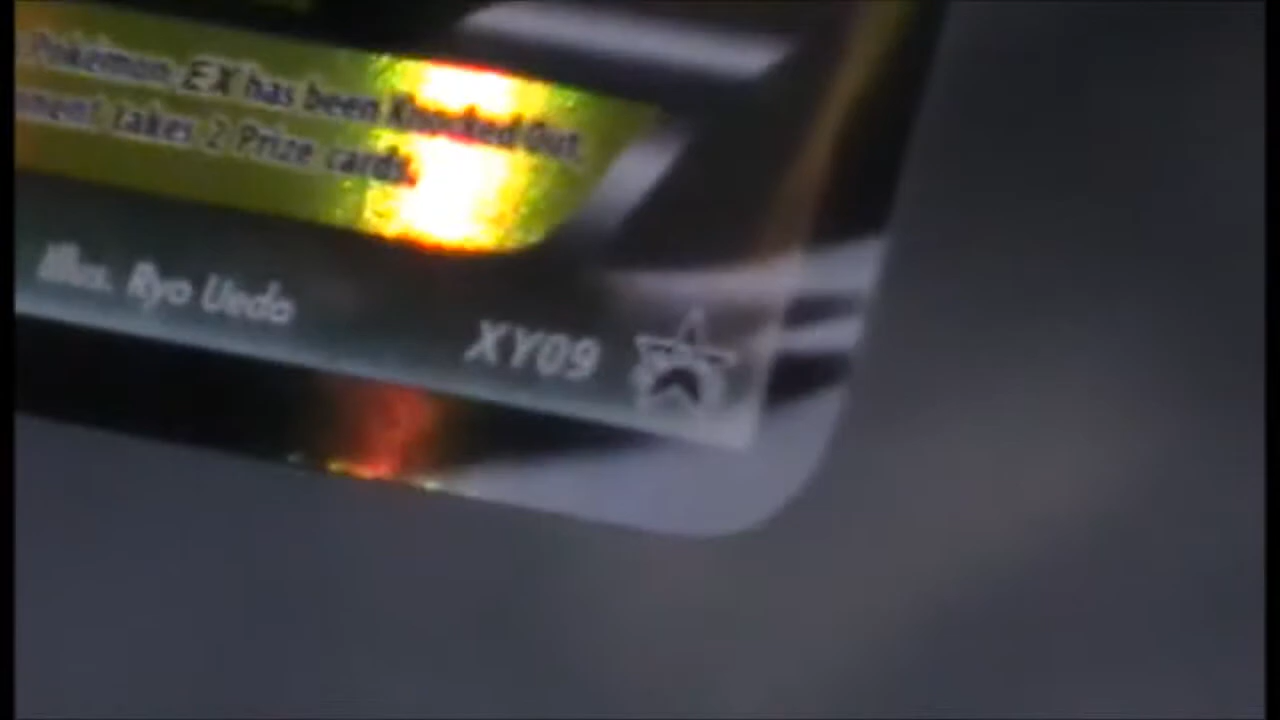 Pokémon EX has been Knocked Out,
takes 2 Prize cards.
Illus. Ryo Ueda
XY09